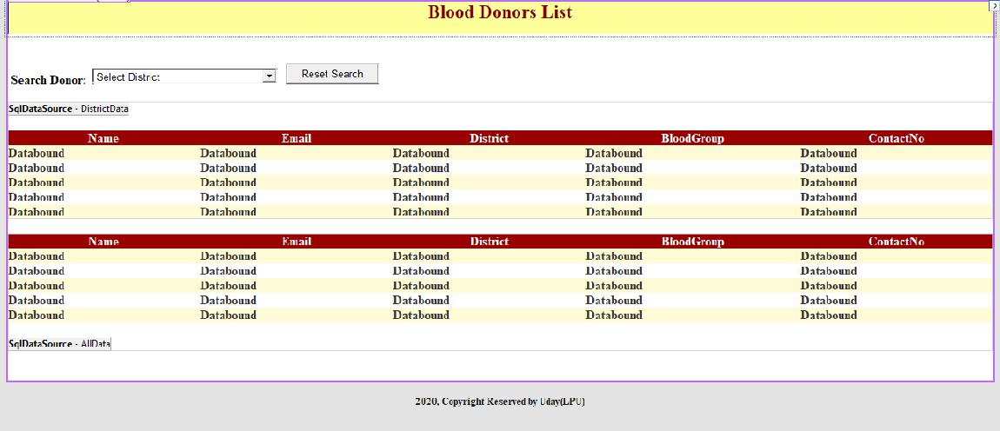 Blood Donors List
Search Donor: Select District Reset Search
SqlDataSource - DistrictData
Name Email District BloodGroup ContactNo
Databound Databound Databound Databound Databound
Databound Databound Databound Databound Databound
Databound Databound Databound Databound Databound
Databound Databound Databound Databound Databound
Databound Databound Databound Databound Databound
Name Email District BloodGroup ContactNo
Databound Databound Databound Databound Databound
Databound Databound Databound Databound Databound
Databound Databound Databound Databound Databound
Databound Databound Databound Databound Databound
Databound Databound Databound Databound Databound
SqlDataSource - AllData
2020, Copyright Reserved by Uday(LPU)